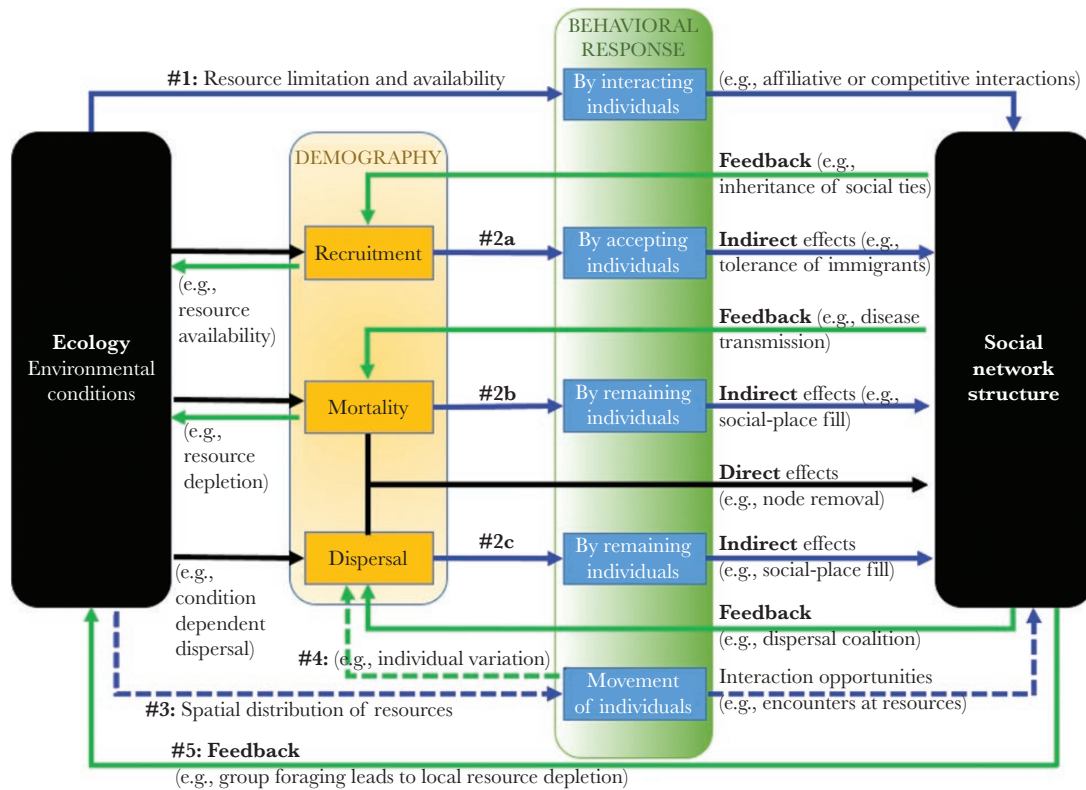 BEHAVIORAL
RESPONSE
#1: Resource limitation and availability
By interacting
individuals
(e.g., affiliative or competitive interactions)
DEMOGRAPHY
Feedback (e.g.,
inheritance of social ties)
Recruitment
#2a
By accepting
individuals
Indirect effects (e.g.,
tolerance of immigrants)
(e.g.,
resource
availability)
Feedback (e.g., disease
transmission)
Ecology
Environmental
conditions
Social
network
structure
Mortality
#2b
By remaining
individuals
Indirect effects (e.g.,
social-place fill)
(e.g.,
resource
depletion)
Direct effects
(e.g., node removal)
Dispersal
#2c
By remaining
individuals
Indirect effects
(e.g., social-place fill)
(e.g.,
condition
dependent
dispersal)
Feedback
(e.g., dispersal coalition)
#4: (e.g., individual variation)
Movement
of individuals
Interaction opportunities
(e.g., encounters at resources)
#3: Spatial distribution of resources
#5: Feedback
(e.g., group foraging leads to local resource depletion)